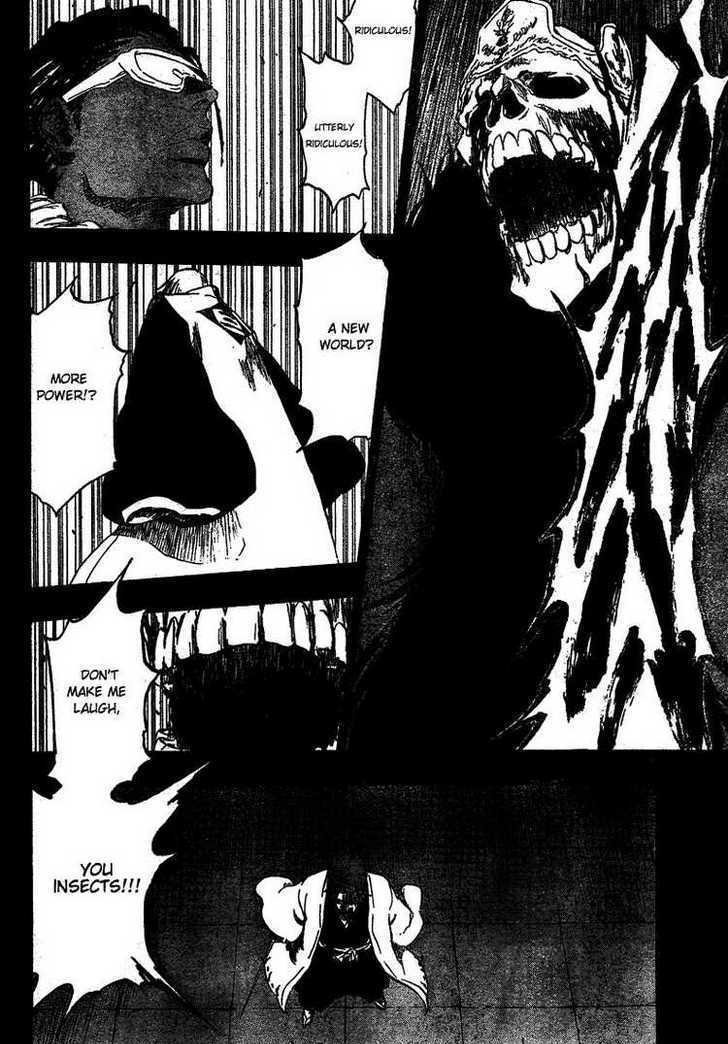 RIDICULOUS!
UTTERLY
RIDICULOUS!
A NEW
WORLD?
MORE
POWER!?
DON'T
MAKE ME
LAUGH,
YOU
INSECTS!!!